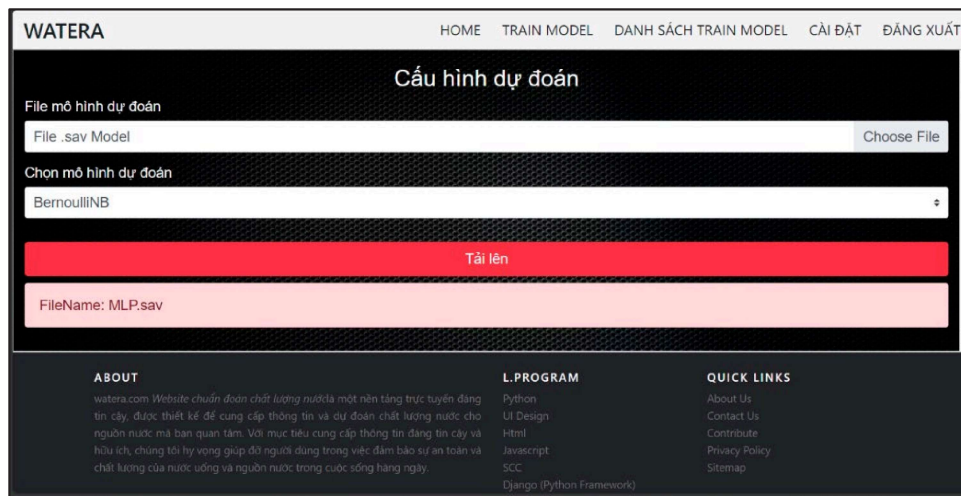 WATERA
HOME TRAIN MODEL DANH SÁCH TRAIN MODEL CÀI ĐẶT ĐĂNG XUẤT
Cấu hình dự đoán
File mô hình dự đoán
File .sav Model Choose File
Chọn mô hình dự đoán
BernoulliNB
Tải lên
FileName: MLP.sav
ABOUT
watera.com Website chuẩn đoán chất lượng nướclà một nền tảng trực tuyến đáng
tin cậy, được thiết kế để cung cấp thông tin và dự đoán chất lượng nước cho
nguồn nước mà bạn quan tâm. Với mục tiêu cung cấp thông tin đáng tin cậy và
hữu ích, chúng tôi hy vọng giúp đỡ người dùng trong việc đảm bảo sự an toàn và
chất lượng của nước uống và nguồn nước trong cuộc sống hàng ngày.
L.PROGRAM
Python
UI Design
Html
Javascript
SCC
Django (Python Framework)
QUICK LINKS
About Us
Contact Us
Contribute
Privacy Policy
Sitemap